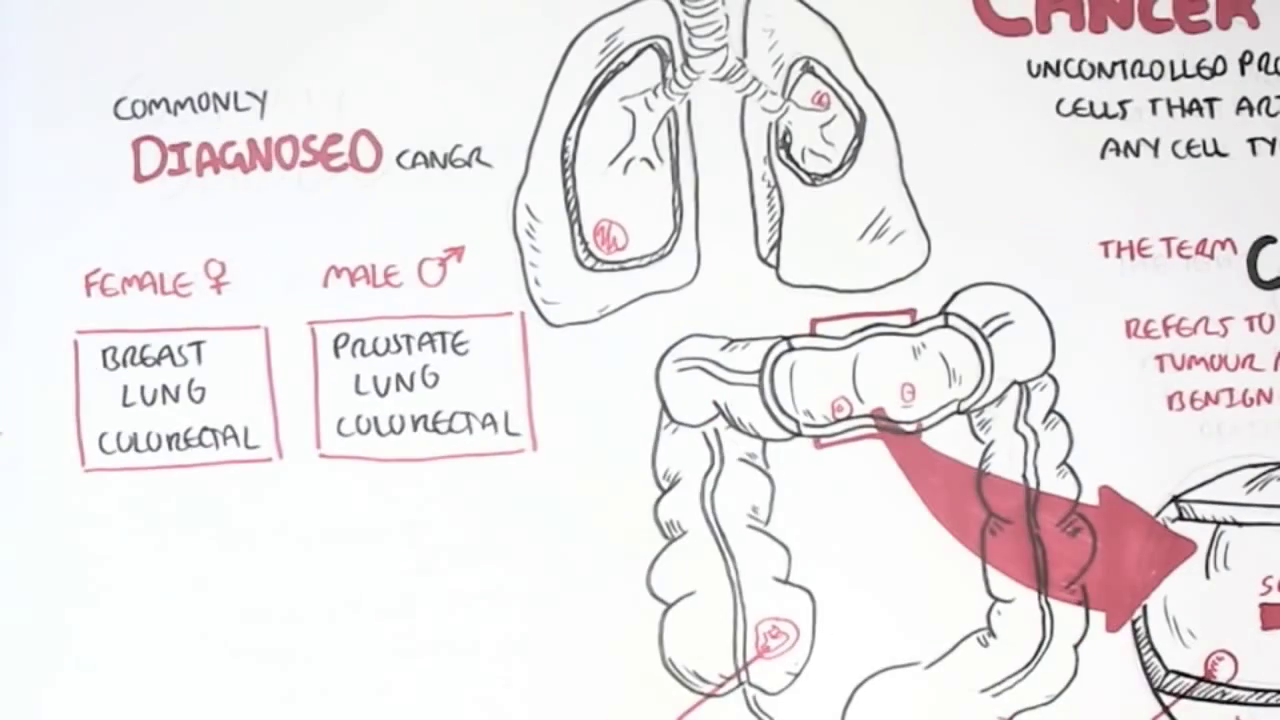 COMMONLY
DIAGNOSED CANCER
FEMALE ♀
MALE ♂
BREAST
LUNG
COLORECTAL
PROSTATE
LUNG
COLORECTAL
CANCER
UNCONTROLLED PRO
CELLS THAT ARI
ANY CELL TY
THE TERM C
REFERS TO
TUMOUR
BENIGN